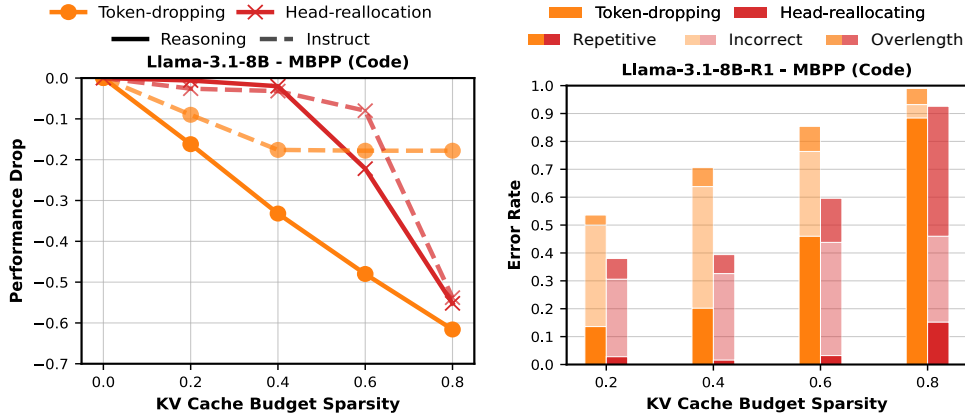 Token-dropping Head-reallocation
Reasoning Instruct
Llama-3.1-8B - MBPP (Code)
0.0
−0.1
−0.2
−0.3
−0.4
−0.5
−0.6
−0.7
Performance Drop
0.0 0.2 0.4 0.6 0.8
KV Cache Budget Sparsity
Token-dropping Head-reallocating
Repetitive Incorrect Overlength
Llama-3.1-8B-R1 - MBPP (Code)
1.0
0.9
0.8
0.7
0.6
0.5
0.4
0.3
0.2
0.1
0.0
Error Rate
0.2 0.4 0.6 0.8
KV Cache Budget Sparsity